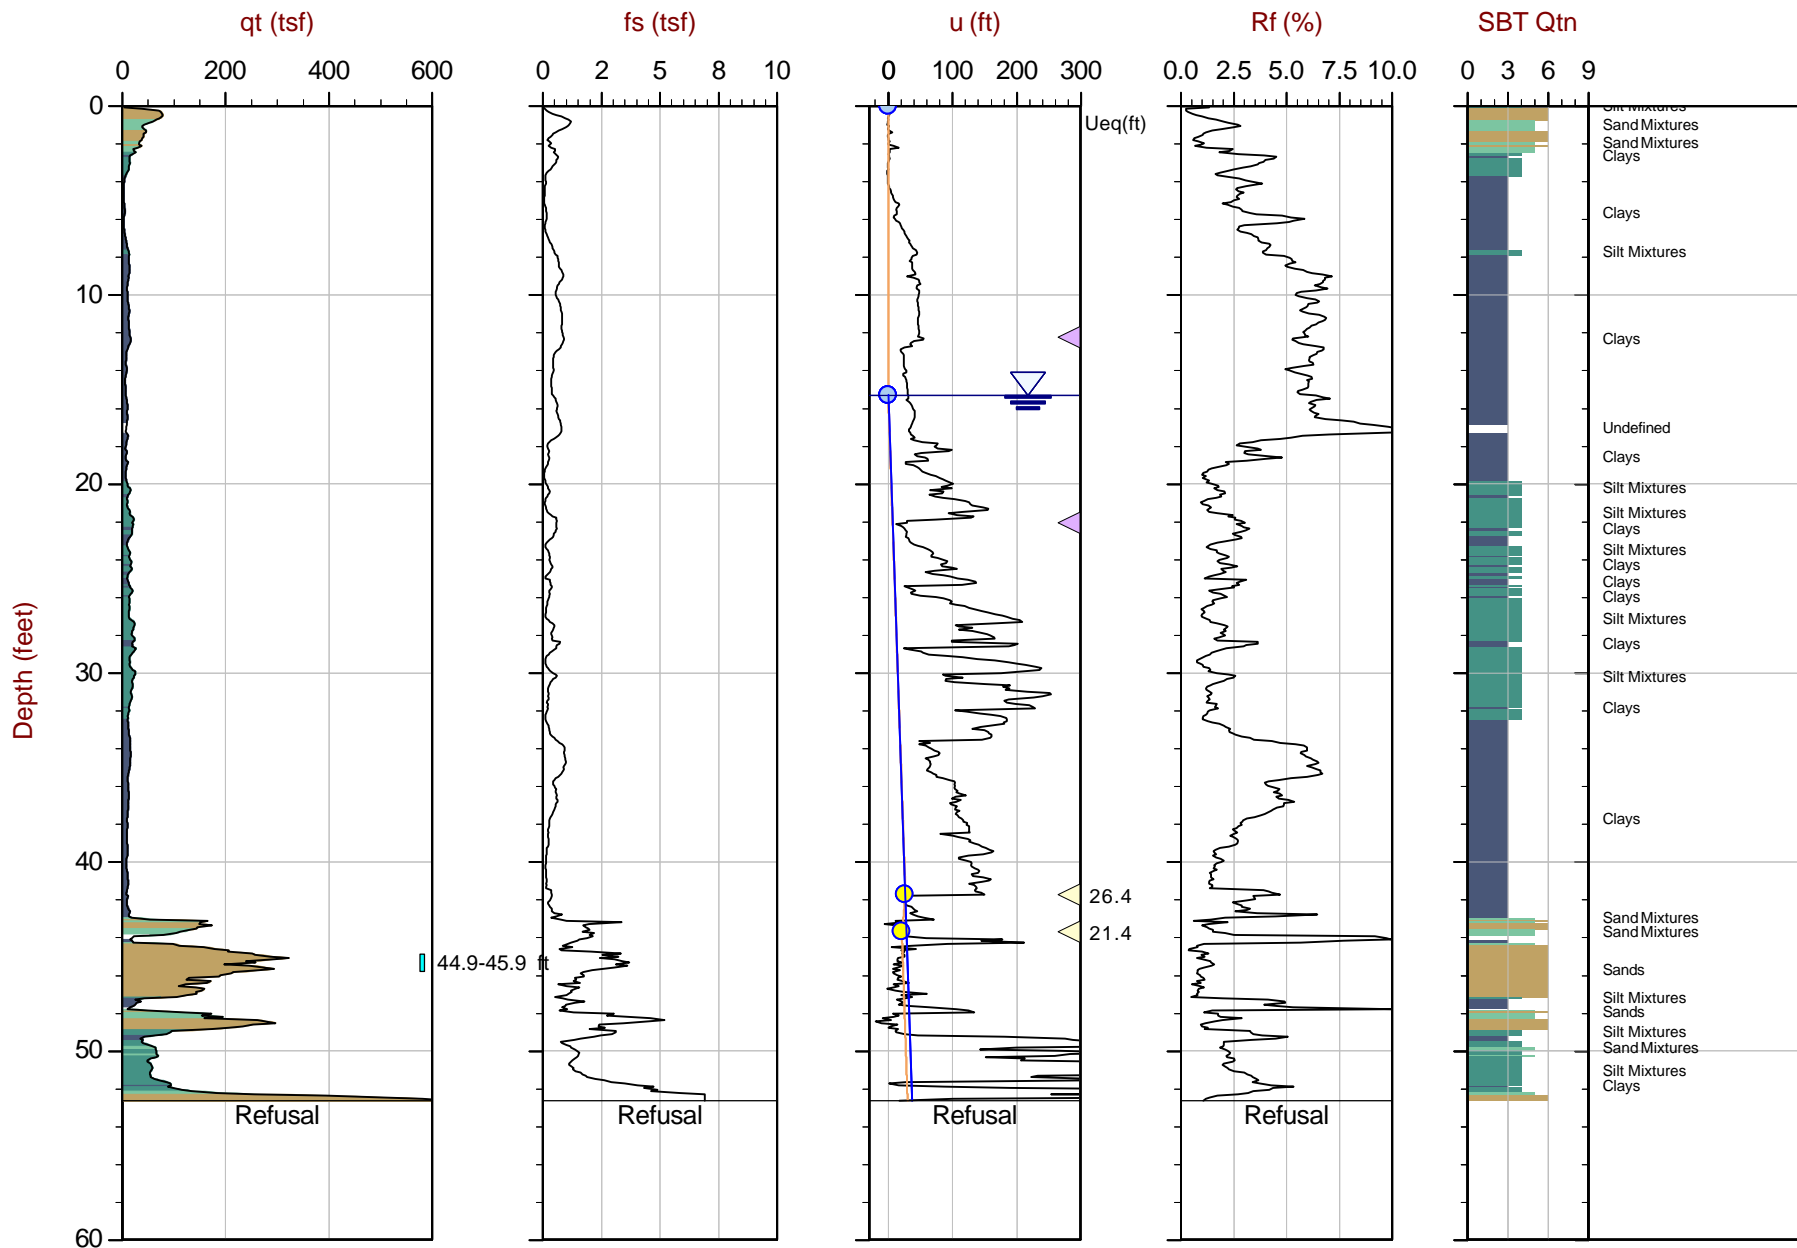 qt (tsf)
fs (tsf)
u (ft)
Rf (%)
SBT Qtn
0 200 400 600
0 2 5 8 10
0 100 200 300
0.0 2.5 5.0 7.5 10.0
0 3 6 9
Depth (feet)
0
10
20
30
40
50
60
Ueq(ft)
26.4
21.4
44.9-45.9 ft
Refusal
Refusal
Refusal
Refusal
Silt Mixtures
Sand Mixtures
Sand Mixtures
Clays
Clays
Silt Mixtures
Clays
Undefined
Clays
Silt Mixtures
Silt Mixtures
Clays
Silt Mixtures
Clays
Clays
Clays
Silt Mixtures
Clays
Silt Mixtures
Clays
Clays
Sand Mixtures
Sand Mixtures
Sands
Silt Mixtures
Sands
Silt Mixtures
Sand Mixtures
Silt Mixtures
Clays